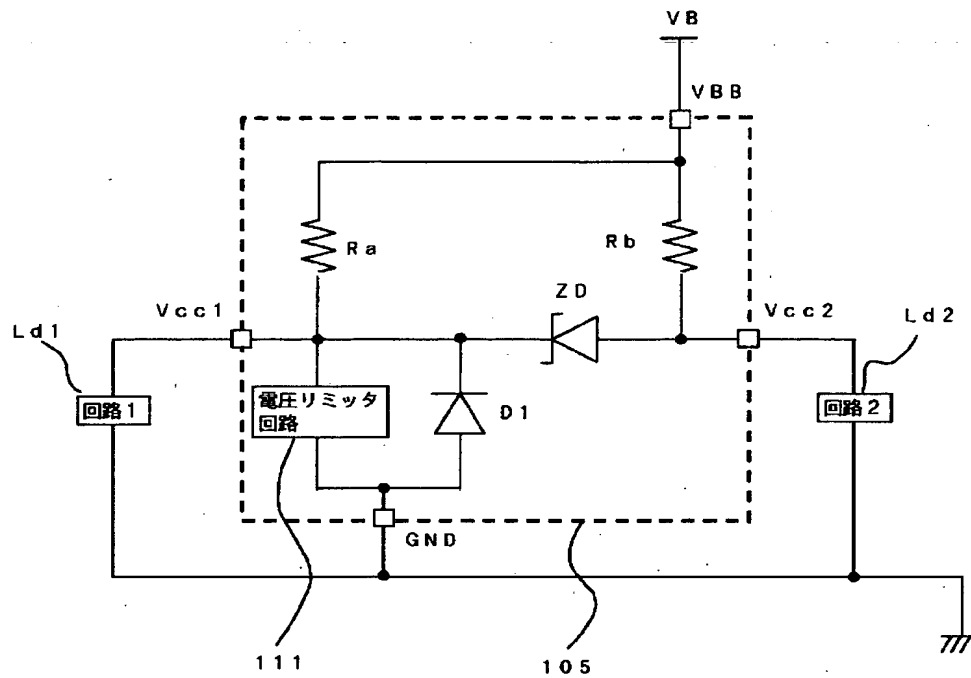 VB
VBB
Ra
Rb
ZD
Vcc1
Vcc2
Ld1
Ld2
回路1
電圧リミッタ
回路
D1
回路2
GND
111
105